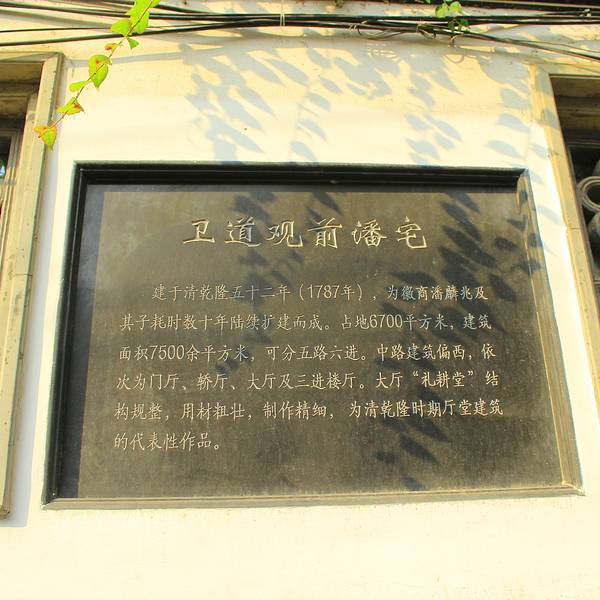 卫道观前潘宅
建于清乾隆五十二年（1787年），为徽商潘麟兆及
其子耗时数十年陆续扩建而成。占地6700平方米，建筑
面积7500余平方米，可分五路六进。中路建筑偏西，依
次为门厅、轿厅、大厅及三进楼厅。大厅“礼耕堂”结
构规整，用材粗壮，制作精细，为清乾隆时期厅堂建筑
的代表性作品。